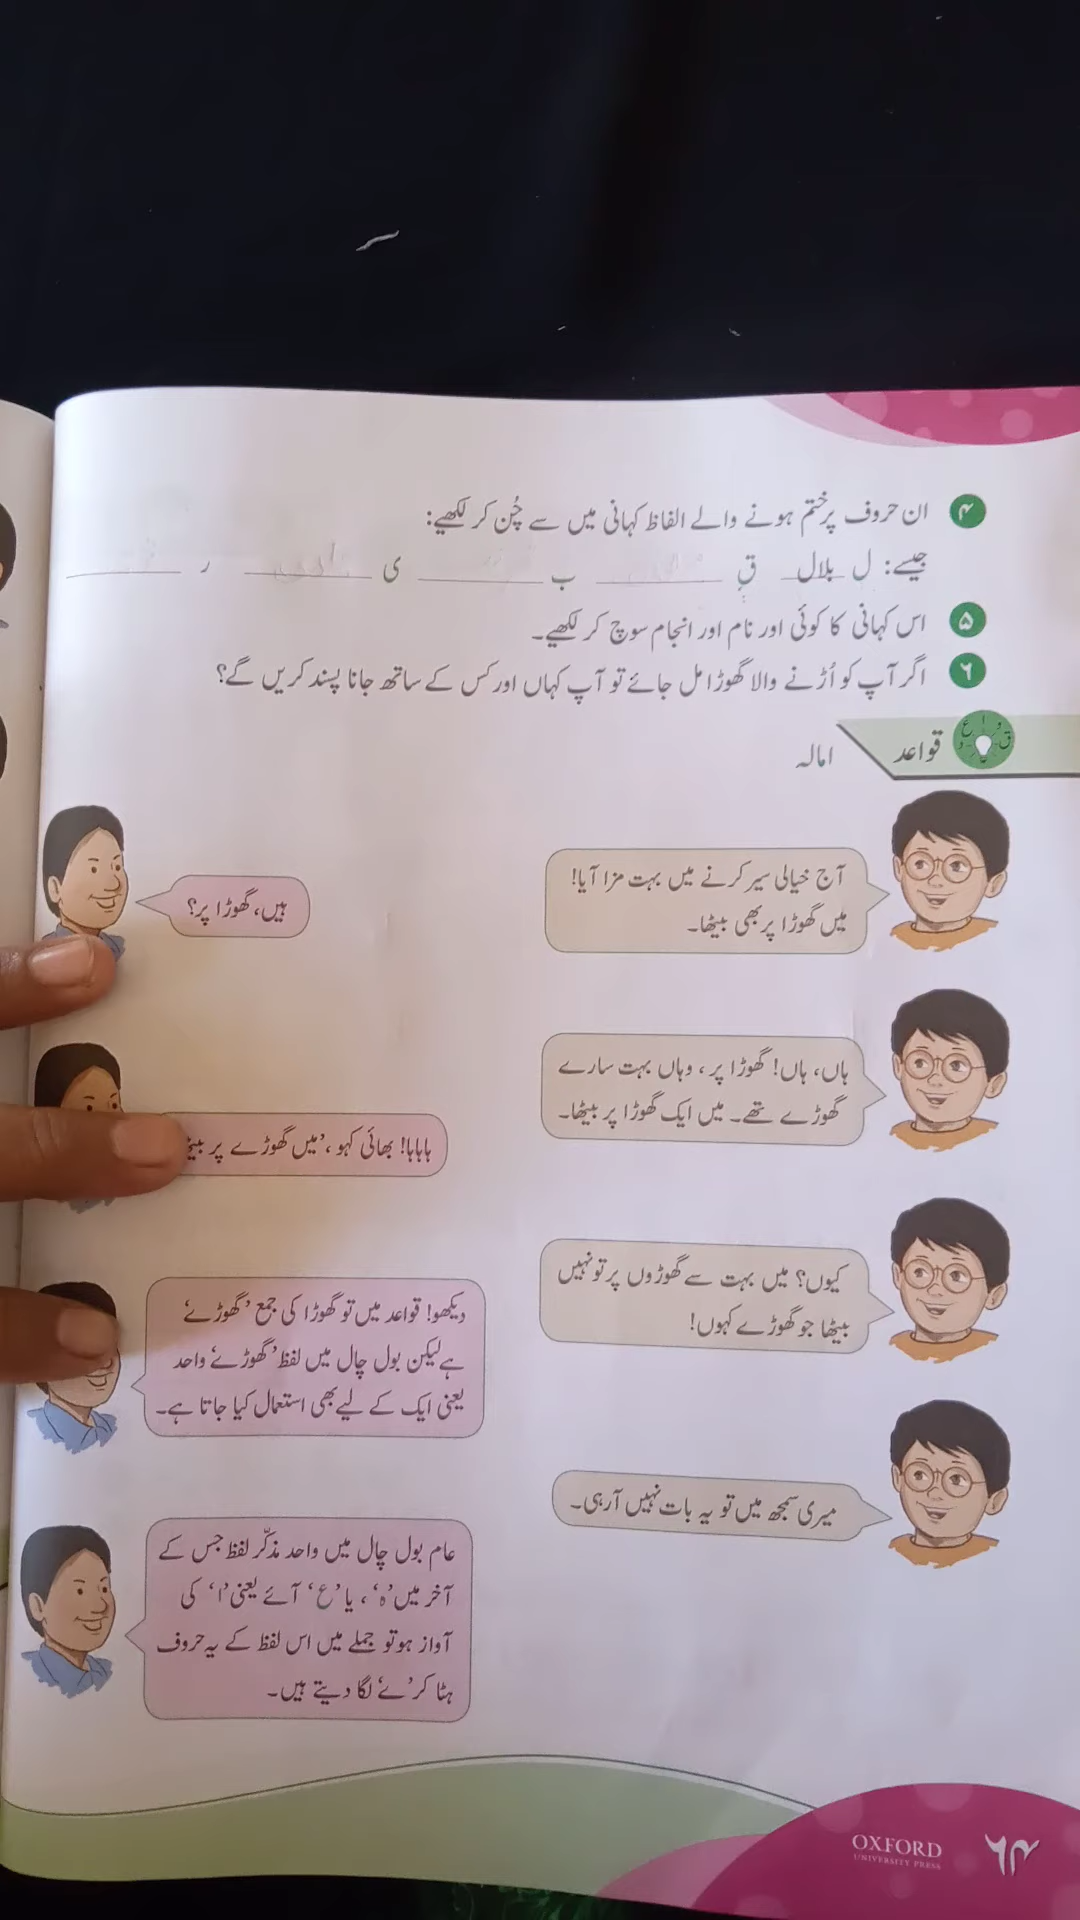 ۴ ان حروف پر ختم ہونے والے الفاظ کہانی میں سے چُن کر لکھیے:
جیسے: ل بلال ق ب ی ر
۵ اس کہانی کا کوئی اور نام اور انجام سوچ کر لکھیے۔
۶ اگر آپ کو اُڑنے والا گھوڑا مل جائے تو آپ کہاں اور کس کے ساتھ جانا پسند کریں گے؟
قواعد
امالہ
آج خیالی سیر کرنے میں بہت مزا آیا!
میں گھوڑا پر بھی بیٹھا۔
ہیں، گھوڑا پر؟
ہاں، ہاں! گھوڑا پر، وہاں بہت سارے
گھوڑے تھے۔ میں ایک گھوڑا پر بیٹھا۔
ہاہاہا! بھائی کہو، ’میں گھوڑے پر
کیوں؟ میں بہت سے گھوڑوں پر تو نہیں
بیٹھا جو گھوڑے کہوں!
دیکھو! قواعد میں تو گھوڑا کی جمع ’گھوڑے‘
ہے لیکن بول چال میں لفظ ’گھوڑے‘ واحد
یعنی ایک کے لیے بھی استعمال کیا جاتا ہے۔
میری سمجھ میں تو یہ بات نہیں آرہی۔
عام بول چال میں واحد مذکّر لفظ جس کے
آخر میں ’ہ‘، یا ’ع‘ آئے یعنی ’ا‘ کی
آواز ہو تو جملے میں اس لفظ کے یہ حروف
ہٹا کر ’ے‘ لگا دیتے ہیں۔
OXFORD
UNIVERSITY PRESS
۶۴